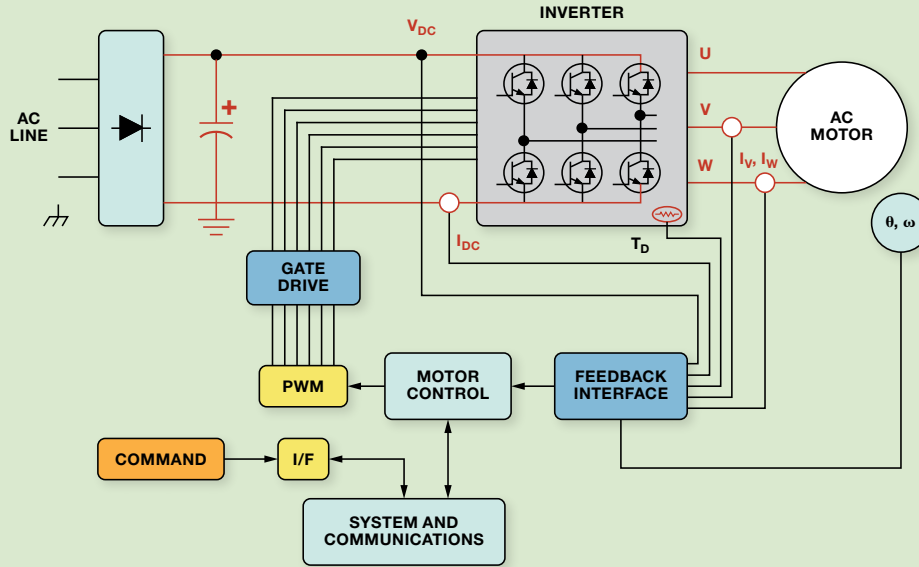 INVERTER
V_DC
U
AC
LINE
+
V
AC
MOTOR
W
I_V, I_W
I_DC
T_D
θ, ω
GATE
DRIVE
PWM
MOTOR
CONTROL
FEEDBACK
INTERFACE
COMMAND
I/F
SYSTEM AND
COMMUNICATIONS